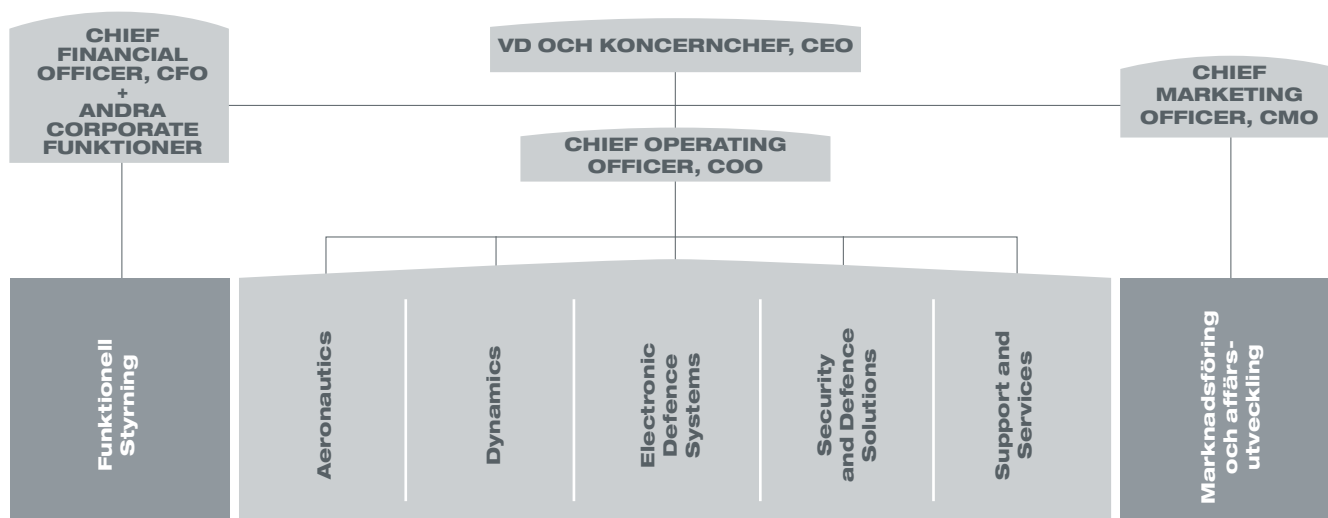 CHIEF
FINANCIAL
OFFICER, CFO
+
ANDRA
CORPORATE
FUNKTIONER
VD OCH KONCERNCHEF, CEO
CHIEF
MARKETING
OFFICER, CMO
CHIEF OPERATING
OFFICER, COO
Funktionell
Styrning
Aeronautics
Dynamics
Electronic
Defence
Systems
Security
and Defence
Solutions
Support and
Services
Marknadsföring
och affärs-
utveckling